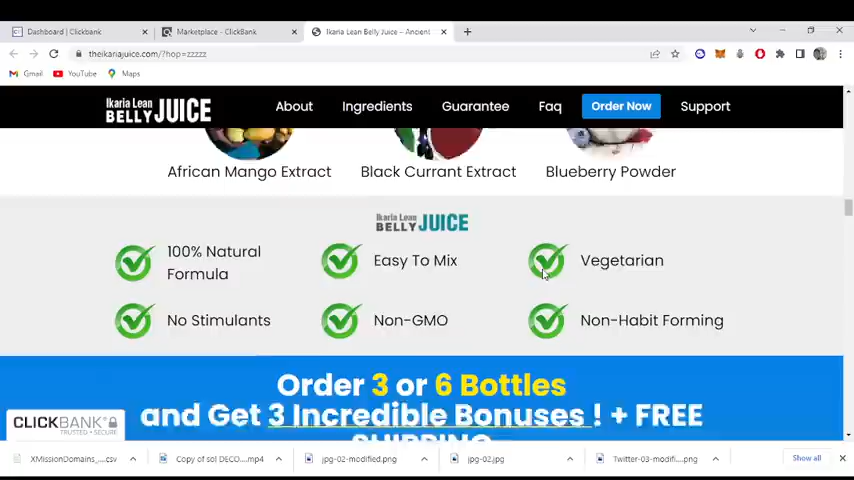 Dashboard | Clickbank
Marketplace - ClickBank
Ikaria Lean Belly Juice – Ancient
theikariajuice.com/?hop=zzzzz
Gmail
YouTube
Maps
Ikaria Lean
BELLY JUICE
About
Ingredients
Guarantee
Faq
Order Now
Support
African Mango Extract
Black Currant Extract
Blueberry Powder
Ikaria Lean
BELLY JUICE
100% Natural
Formula
Easy To Mix
Vegetarian
No Stimulants
Non-GMO
Non-Habit Forming
Order 3 or 6 Bottles
and Get 3 Incredible Bonuses ! + FREE
SHIPPING
CLICKBANK
TRUSTED • SECURE
XMissionDomains_....csv
Copy of sol DECO....mp4
jpg-02-modified.png
jpg-02.jpg
Twitter-03-modifi....png
Show all